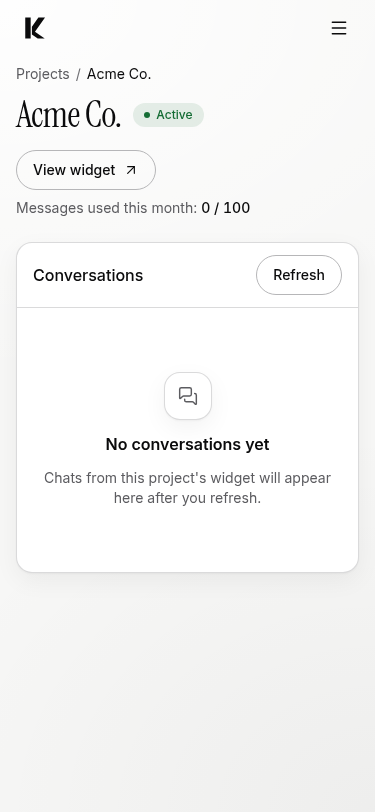 K
Projects / Acme Co.
Acme Co.
Active
View widget
Messages used this month: 0 / 100
Conversations
Refresh
No conversations yet
Chats from this project's widget will appear
here after you refresh.